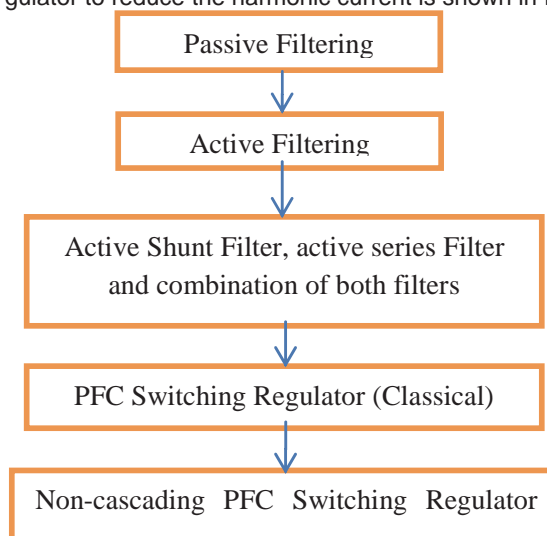 gulator to reduce the harmonic current is shown in
Passive Filtering
Active Filtering
Active Shunt Filter, active series Filter
and combination of both filters
PFC Switching Regulator (Classical)
Non-cascading PFC Switching Regulator